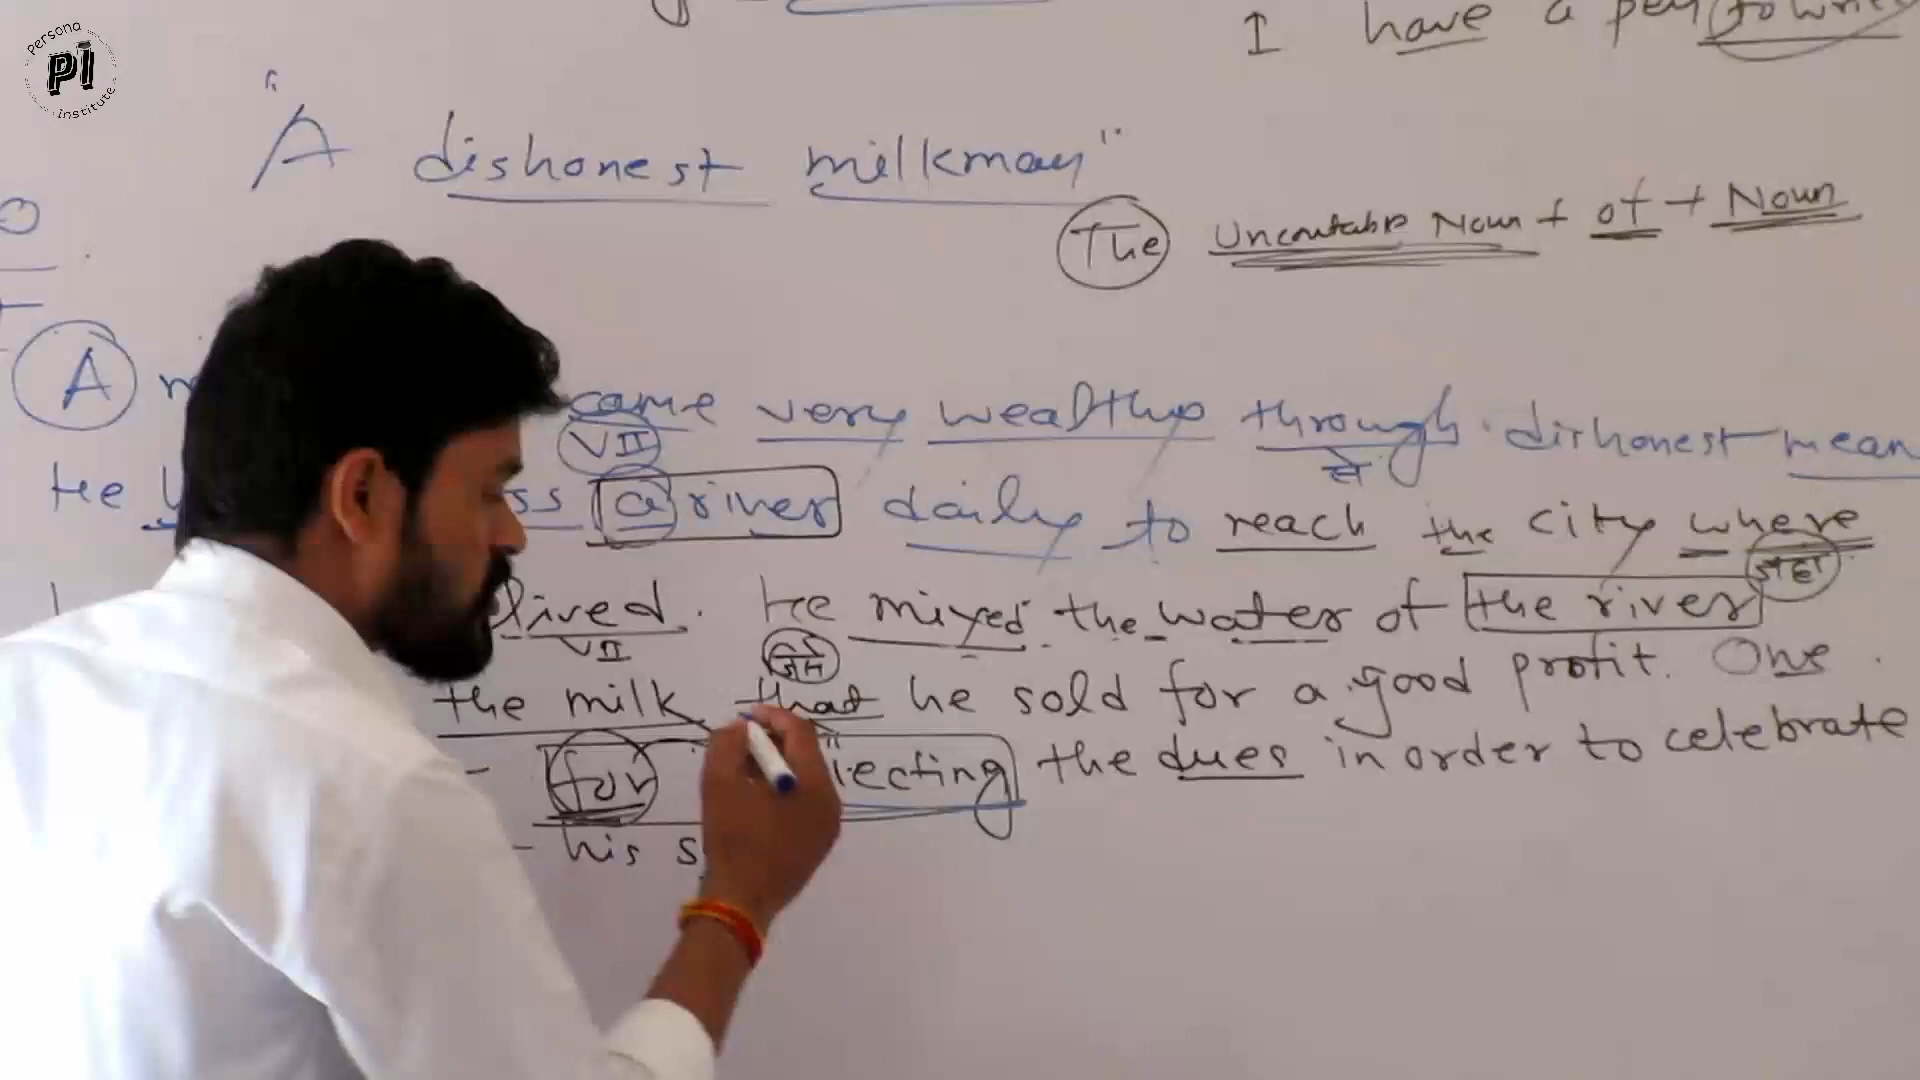 Persona
PI
institute
I have a pen to write
"A dishonest milkman"
The Uncountable Noun + of + Noun
A came very wealthy through dishonest mean
VII से
He ss a river daily to reach the city where
जहाँ
lived. He mixed the water of the river
VII जिसे
the milk that he sold for a good profit. One
for lecting the dues in order to celebrate
his s